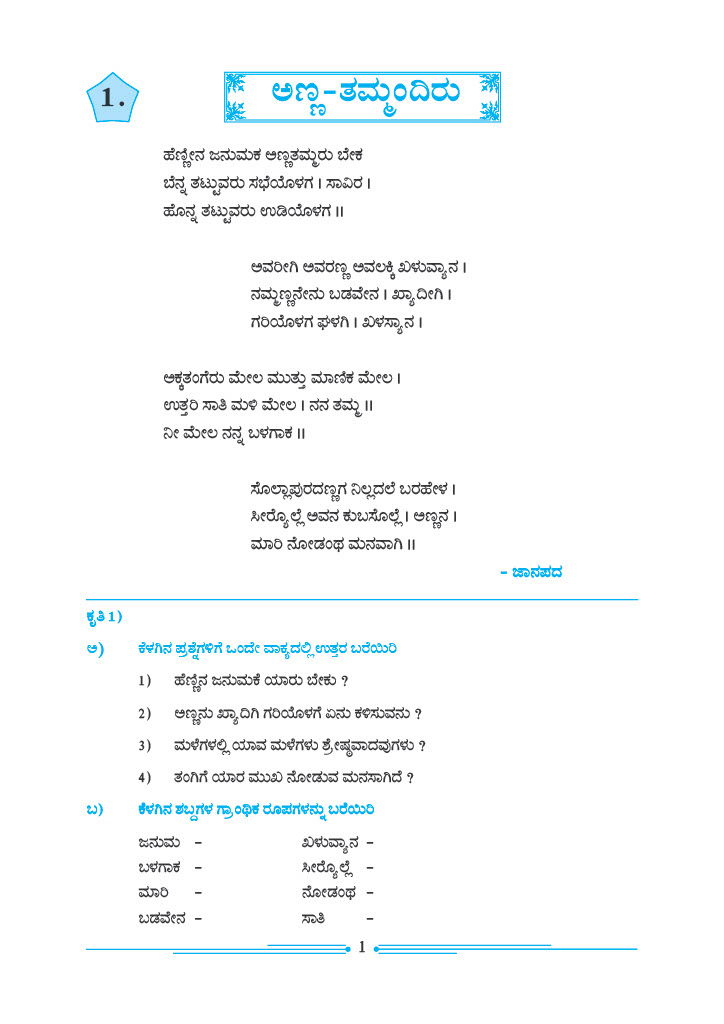 1.
ಅಣ್ಣ-ತಮ್ಮಂದಿರು
ಹೆಣ್ಣೀನ ಜನುಮಕ ಅಣ್ಣತಮ್ಮರು ಬೇಕ
ಬೆನ್ನ ತಟ್ಟುವರು ಸಭೆಯೊಳಗ । ಸಾವಿರ ।
ಹೊನ್ನ ತಟ್ಟುವರು ಉಡಿಯೊಳಗ ।।
ಅವರೀಗಿ ಅವರಣ್ಣ ಅವಲಕ್ಕಿ ಖಳುವ್ಯಾನ ।
ನಮ್ಮಣ್ಣನೇನು ಬಡವೇನ । ಖ್ಯಾದೀಗಿ ।
ಗರಿಯೊಳಗ ಘಳಗಿ । ಖಳಸ್ಯಾನ ।
ಅಕ್ಕತಂಗೆರು ಮೇಲ ಮುತ್ತು ಮಾಣಿಕ ಮೇಲ ।
ಉತ್ತರಿ ಸಾತಿ ಮಳಿ ಮೇಲ । ನನ ತಮ್ಮ ।।
ನೀ ಮೇಲ ನನ್ನ ಬಳಗಾಕ ।।
ಸೊಲ್ಲಾಪುರದಣ್ಣಗ ನಿಲ್ಲದಲೆ ಬರಹೇಳ ।
ಸೀರ‍್ಯೊಲ್ಲೆ ಅವನ ಕುಬಸೊಲ್ಲೆ । ಅಣ್ಣನ ।
ಮಾರಿ ನೋಡಂಥ ಮನವಾಗಿ ।।
- ಜಾನಪದ
ಕೃತಿ 1)
ಅ) ಕೆಳಗಿನ ಪ್ರಶ್ನೆಗಳಿಗೆ ಒಂದೇ ವಾಕ್ಯದಲ್ಲಿ ಉತ್ತರ ಬರೆಯಿರಿ
1) ಹೆಣ್ಣಿನ ಜನುಮಕೆ ಯಾರು ಬೇಕು ?
2) ಅಣ್ಣನು ಖ್ಯಾದಿಗಿ ಗರಿಯೊಳಗೆ ಏನು ಕಳಿಸುವನು ?
3) ಮಳೆಗಳಲ್ಲಿ ಯಾವ ಮಳೆಗಳು ಶ್ರೇಷ್ಠವಾದವುಗಳು ?
4) ತಂಗಿಗೆ ಯಾರ ಮುಖ ನೋಡುವ ಮನಸಾಗಿದೆ ?
ಬ) ಕೆಳಗಿನ ಶಬ್ದಗಳ ಗ್ರಾಂಥಿಕ ರೂಪಗಳನ್ನು ಬರೆಯಿರಿ
ಜನುಮ - ಖಳುವ್ಯಾನ -
ಬಳಗಾಕ - ಸೀರ‍್ಯೊಲ್ಲೆ -
ಮಾರಿ - ನೋಡಂಥ -
ಬಡವೇನ - ಸಾತಿ -
1